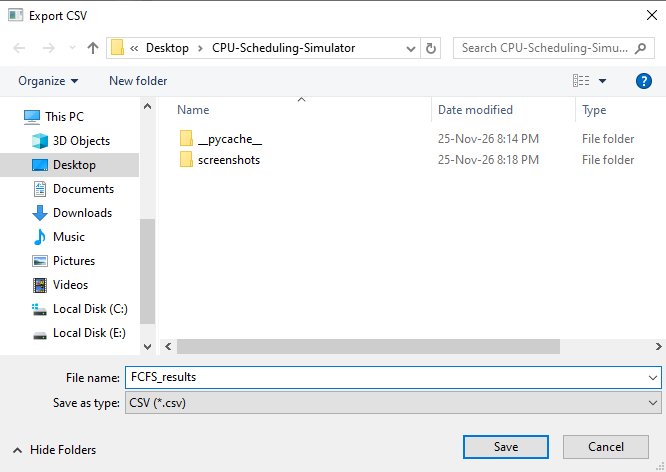 Export CSV
« Desktop > CPU-Scheduling-Simulator
Search CPU-Scheduling-Simu...
Organize
New folder
?
This PC
3D Objects
Desktop
Documents
Downloads
Music
Pictures
Videos
Local Disk (C:)
Local Disk (E:)
Name Date modified Type
__pycache__ 25-Nov-26 8:14 PM File folder
screenshots 25-Nov-26 8:18 PM File folder
File name: FCFS_results
Save as type: CSV (*.csv)
Hide Folders
Save
Cancel